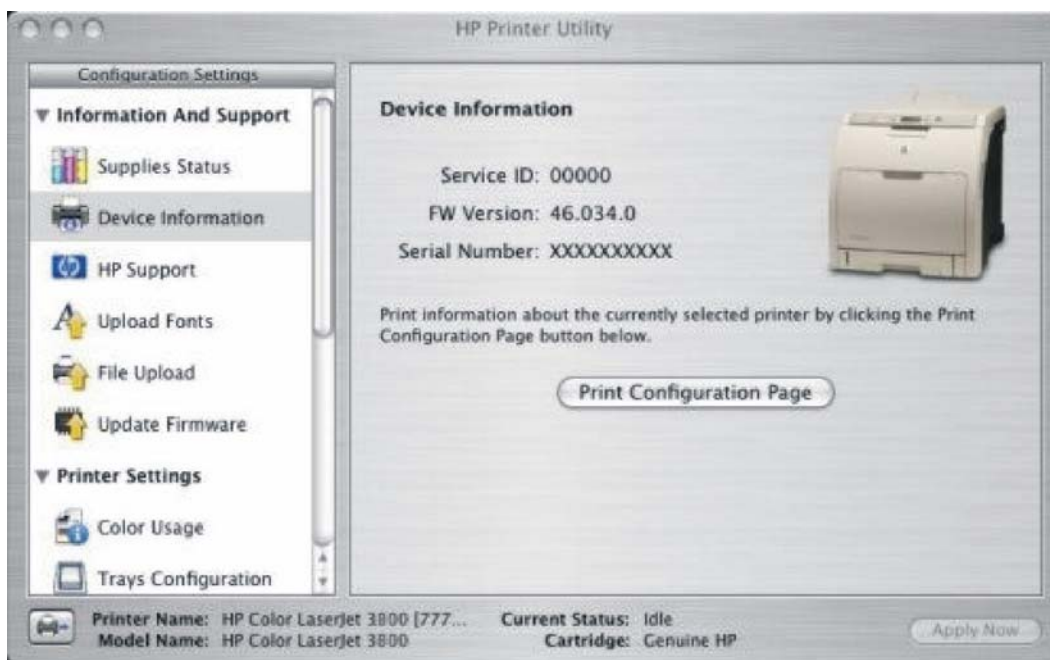 HP Printer Utility
Configuration Settings
Information And Support
Supplies Status
Device Information
HP Support
Upload Fonts
File Upload
Update Firmware
Printer Settings
Color Usage
Trays Configuration
Device Information
Service ID: 00000
FW Version: 46.034.0
Serial Number: XXXXXXXXXX
Print information about the currently selected printer by clicking the Print
Configuration Page button below.
Print Configuration Page
Printer Name: HP Color LaserJet 3800 [777...
Model Name: HP Color LaserJet 3800
Current Status: Idle
Cartridge: Genuine HP
Apply Now